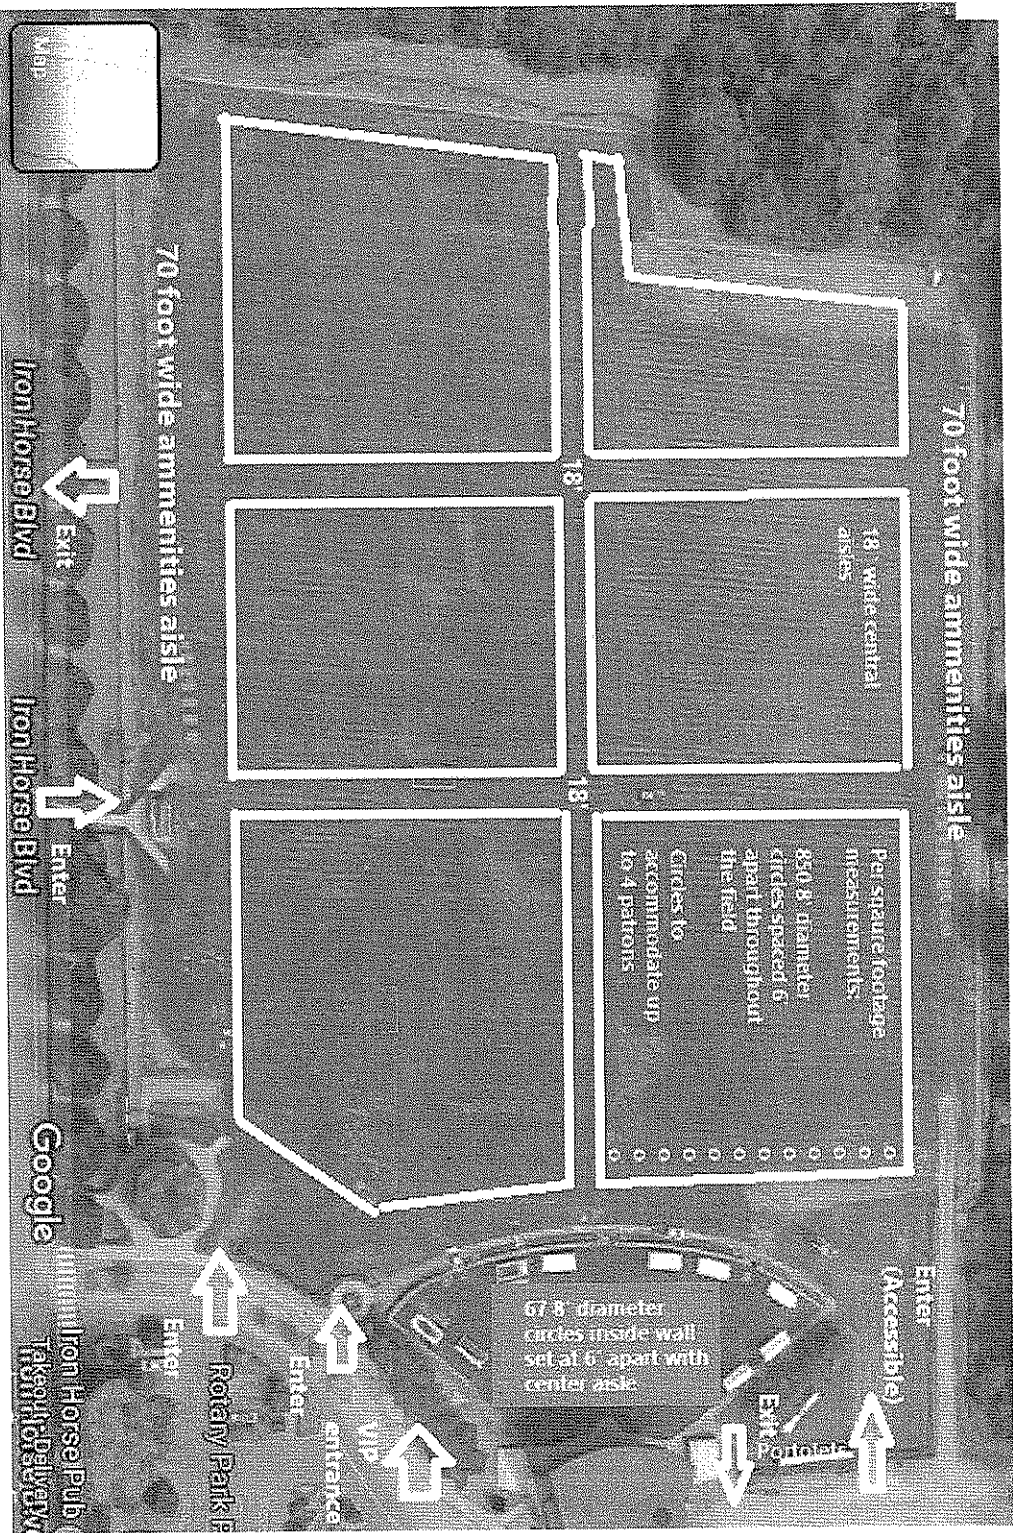 70 foot wide ammenities aisle
18' wide central
aisles
Per sqaure footage
measurements:
850 8' diameter
circles spaced 6'
apart throughout
the field
Circles to
accommodate up
to 4 patrons
18'
18'
70 foot wide ammenities aisle
Enter
(Accessible)
Exit
Portolets
67 8' diameter
circles inside wall
set at 6' apart with
center aisle
VIP
entrance
Enter
Enter
Rotary Park P
Map
Exit
Iron Horse Blvd
Enter
Iron Horse Blvd
Google
Iron Horse Pub
Takeout